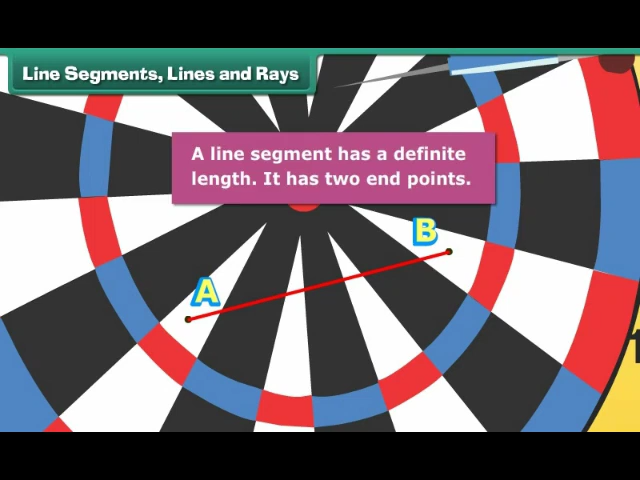 Line Segments, Lines and Rays
A line segment has a definite
length. It has two end points.
B
A